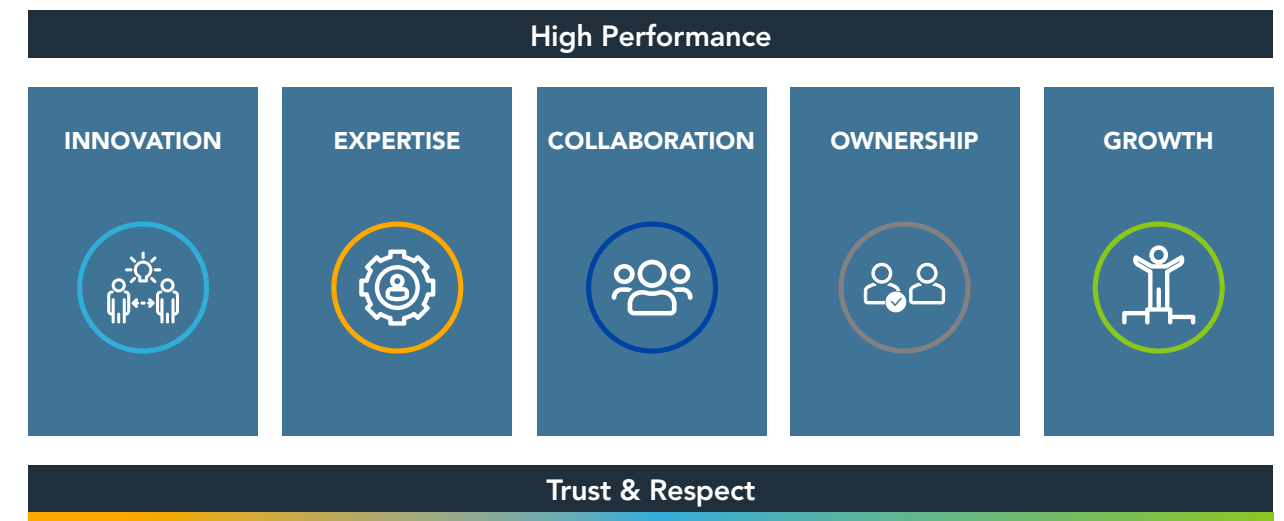 High Performance
INNOVATION
EXPERTISE
COLLABORATION
OWNERSHIP
GROWTH
Trust & Respect